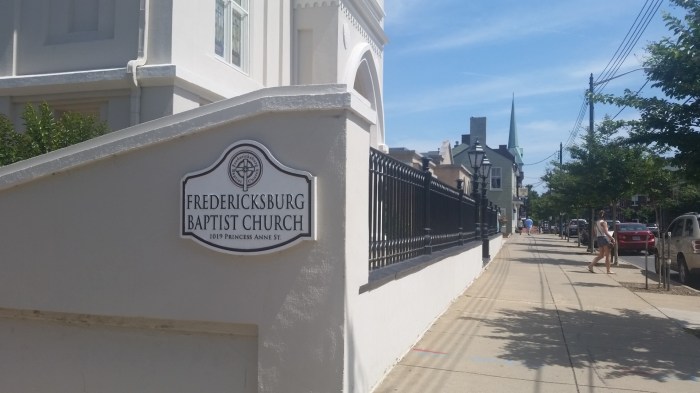 FREDERICKSBURG
BAPTIST CHURCH
1019 PRINCESS ANNE ST.